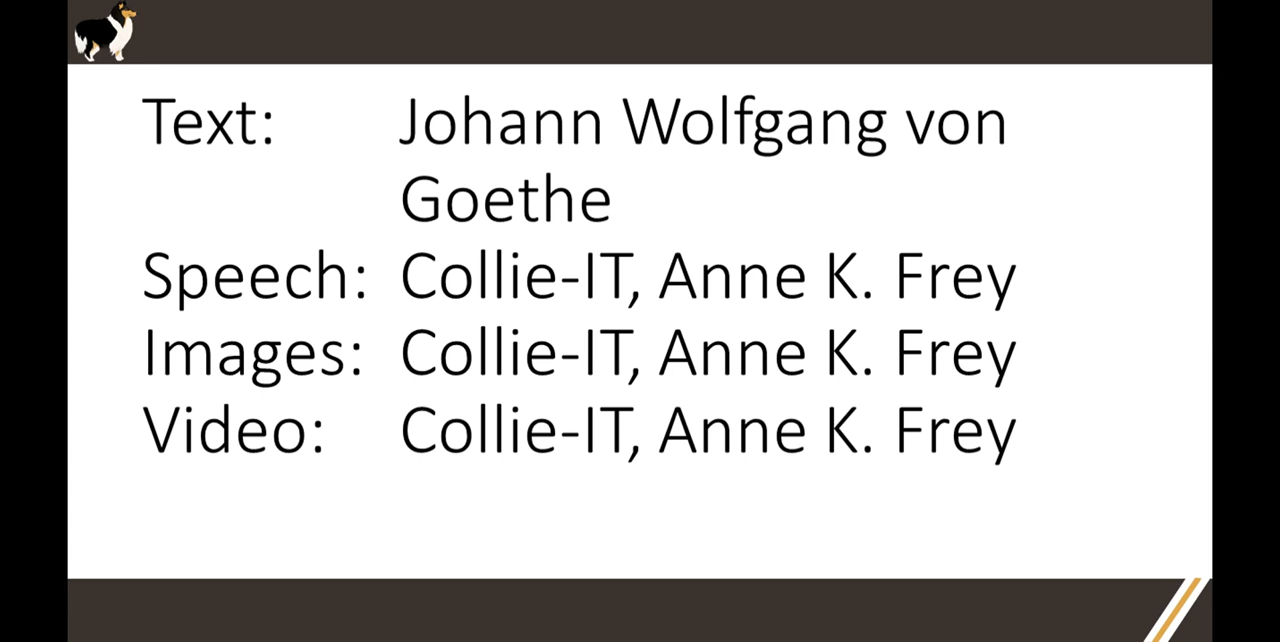 Text: Johann Wolfgang von
Goethe
Speech: Collie-IT, Anne K. Frey
Images: Collie-IT, Anne K. Frey
Video: Collie-IT, Anne K. Frey